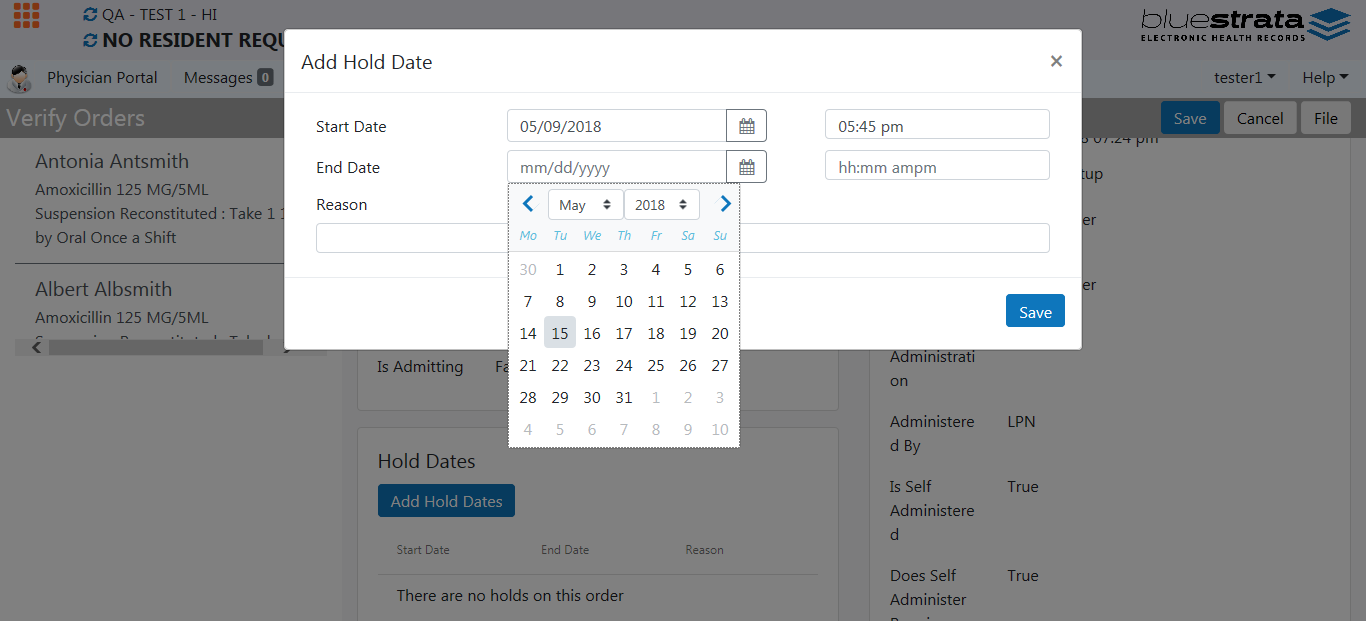 QA - TEST 1 - HI
NO RESIDENT REQU
bluestrata
ELECTRONIC HEALTH RECORDS
Physician Portal
Messages 0
tester1
Help
Verify Orders
Save
Cancel
File
Antonia Antsmith
Amoxicillin 125 MG/5ML
Suspension Reconstituted : Take 1 1
by Oral Once a Shift
Albert Albsmith
Amoxicillin 125 MG/5ML
Add Hold Date
×
Start Date
05/09/2018
05:45 pm
End Date
mm/dd/yyyy
hh:mm ampm
Reason
May
2018
Mo Tu We Th Fr Sa Su
30 1 2 3 4 5 6
7 8 9 10 11 12 13
14 15 16 17 18 19 20
21 22 23 24 25 26 27
28 29 30 31 1 2 3
4 5 6 7 8 9 10
Save
Is Admitting
Fa
Hold Dates
Add Hold Dates
Start Date
End Date
Reason
There are no holds on this order
07:24 pm
tup
er
er
Administrati
on
Administere
d By
LPN
Is Self
Administere
d
True
Does Self
Administer
True